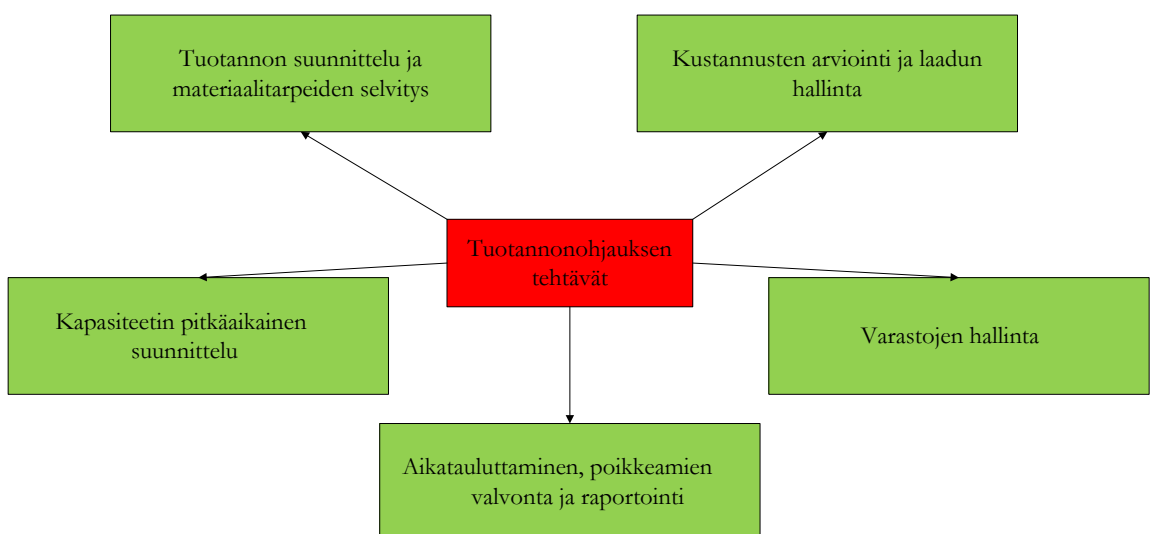 Tuotannon suunnittelu ja
materiaalitarpeiden selvitys
Kustannusten arviointi ja laadun
hallinta
Tuotannonohjauksen
tehtävät
Kapasiteetin pitkäaikainen
suunnittelu
Varastojen hallinta
Aikatauluttaminen, poikkeamien
valvonta ja raportointi